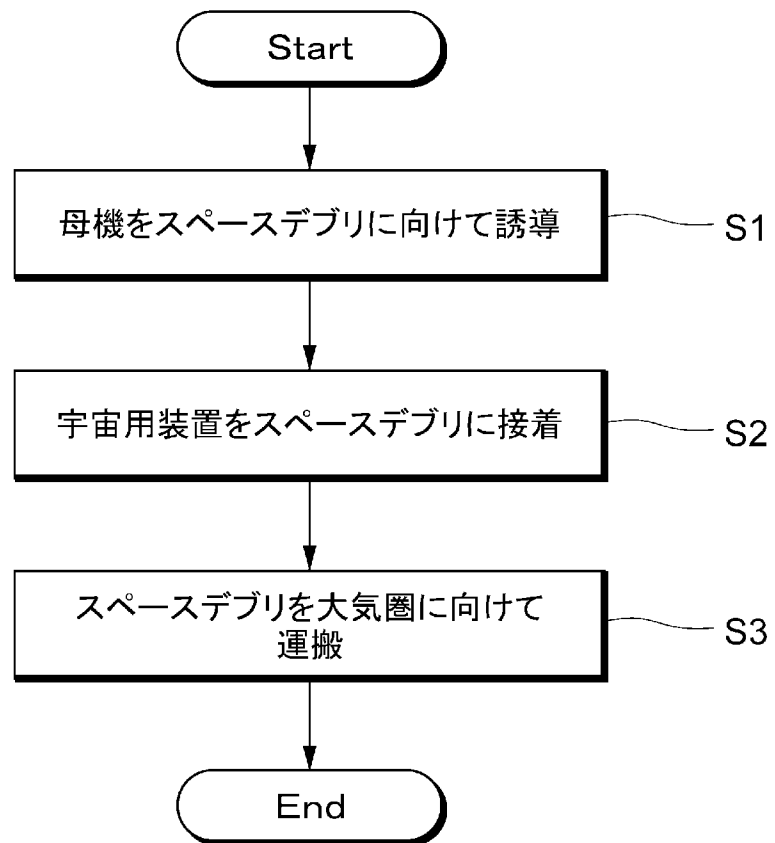 Start
母機をスペースデブリに向けて誘導
S1
宇宙用装置をスペースデブリに接着
S2
スペースデブリを大気圏に向けて
運搬
S3
End